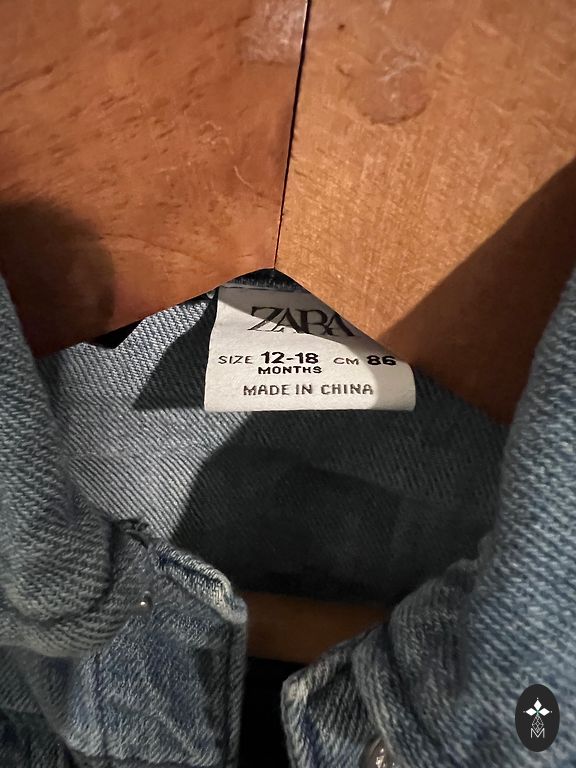 ZARA
SIZE 12-18 CM 86
MONTHS
MADE IN CHINA
M